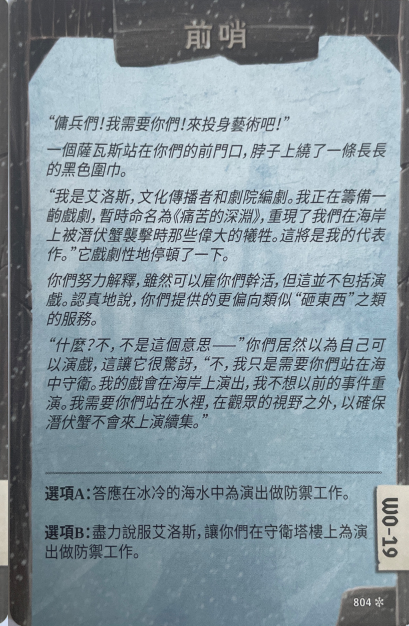 前哨
“傭兵們!我需要你們!來投身藝術吧!”
一個薩瓦斯站在你們的前門口,脖子上繞了一條長長
的黑色圍巾。
“我是艾洛斯,文化傳播者和劇院編劇。我正在籌備一
齣戲劇,暫時命名為《痛苦的深淵》,重現了我們在海岸
上被潛伏蟹襲擊時那些偉大的犧牲。這將是我的代表
作。”它戲劇性地停頓了一下。
你們努力解釋,雖然可以雇你們幹活,但這並不包括演
戲。認真地說,你們提供的更偏向類似“砸東西”之類
的服務。
“什麼?不,不是這個意思——”你們居然以為自己可
以演戲,這讓它很驚訝,“不,我只是需要你們站在海
中守衛。我的戲會在海岸上演出,我不想以前的事件重
演。我需要你們站在水裡,在觀眾的視野之外,以確保
潛伏蟹不會來上演續集。”
選項A:答應在冰冷的海水中為演出做防禦工作。
選項B:盡力說服艾洛斯,讓你們在守衛塔樓上為演
出做防禦工作。
WO-19
804